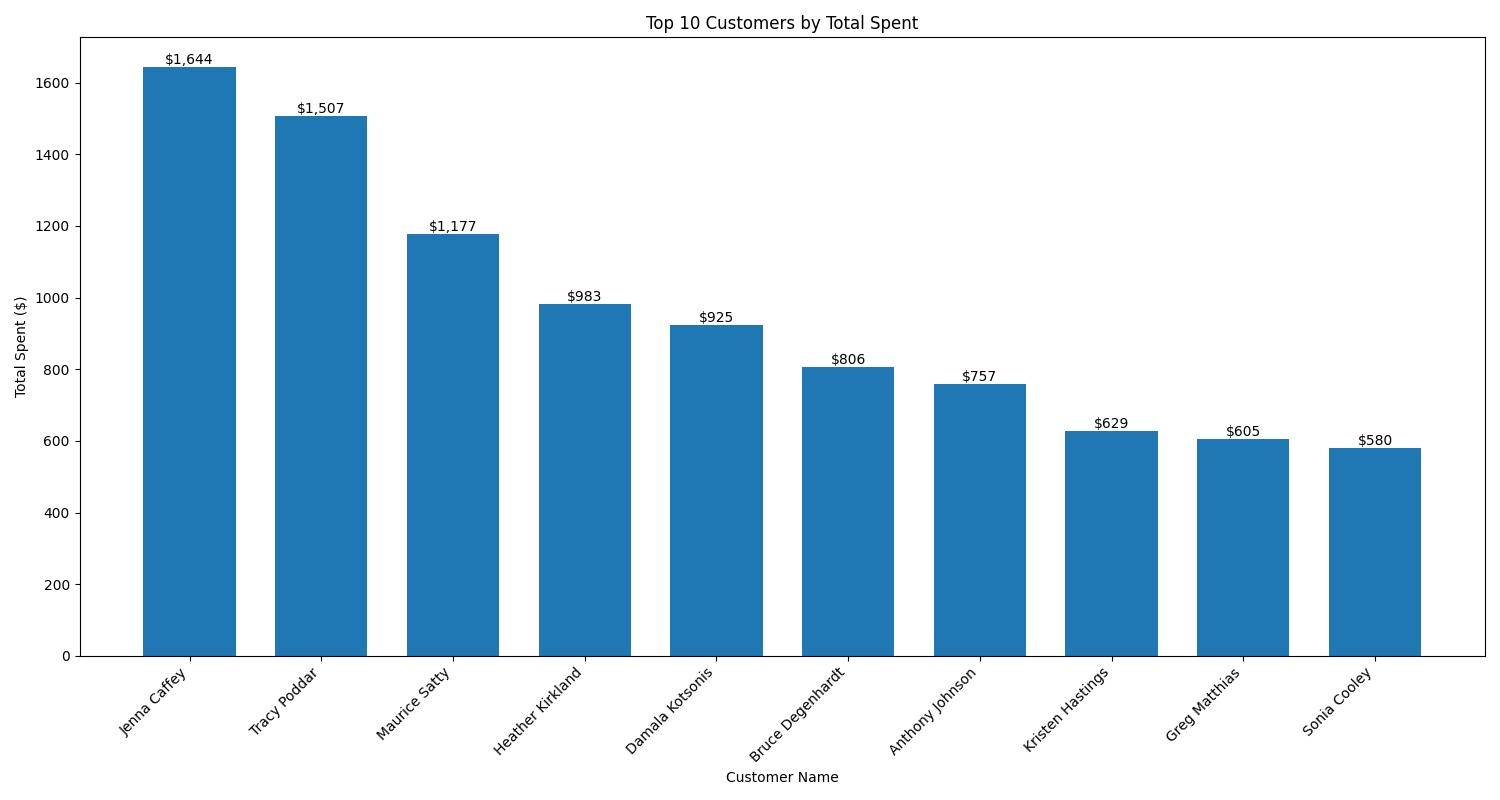 Top 10 Customers by Total Spent
Total Spent ($)
1600
1400
1200
1000
800
600
400
200
0
$1,644
$1,507
$1,177
$983
$925
$806
$757
$629
$605
$580
Jenna Caffey
Tracy Poddar
Maurice Satty
Heather Kirkland
Damala Kotsonis
Bruce Degenhardt
Anthony Johnson
Kristen Hastings
Greg Matthias
Sonia Cooley
Customer Name